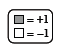 = +1
= −1